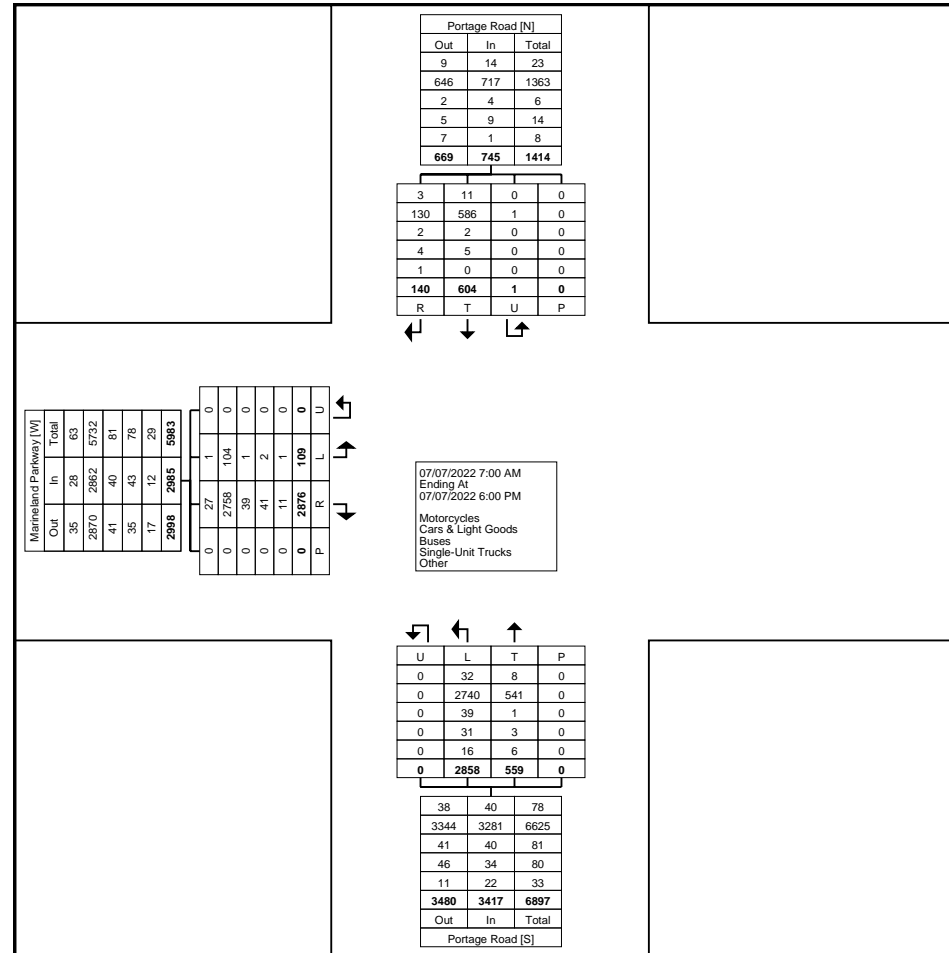 Portage Road [N]
Out In Total
9 14 23
646 717 1363
2 4 6
5 9 14
7 1 8
669 745 1414
3 11 0 0
130 586 1 0
2 2 0 0
4 5 0 0
1 0 0 0
140 604 1 0
R T U P
Marineland Parkway [W]
Out In Total
35 28 63
2870 2862 5732
41 40 81
35 43 78
17 12 29
2998 2985 5983
0 27 1 0
0 2758 104 0
0 39 1 0
0 41 2 0
0 11 1 0
0 2876 109 0
P R L U
07/07/2022 7:00 AM
Ending At
07/07/2022 6:00 PM
Motorcycles
Cars & Light Goods
Buses
Single-Unit Trucks
Other
U L T P
0 32 8 0
0 2740 541 0
0 39 1 0
0 31 3 0
0 16 6 0
0 2858 559 0
38 40 78
3344 3281 6625
41 40 81
46 34 80
11 22 33
3480 3417 6897
Out In Total
Portage Road [S]